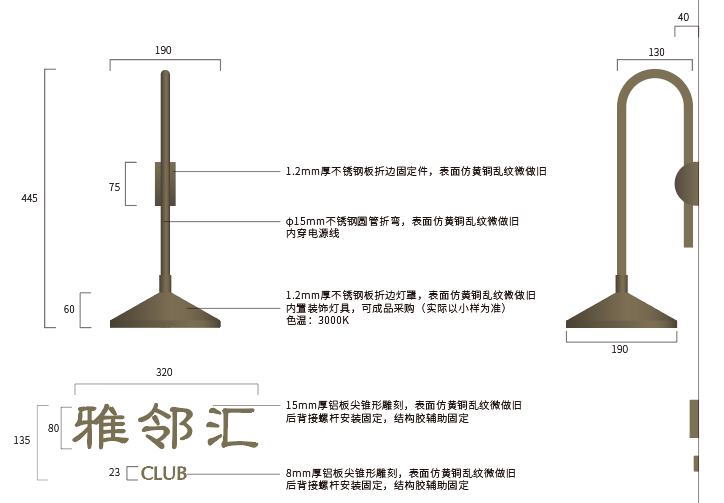 40
190
130
1.2mm厚不锈钢板折边固定件，表面仿黄铜乱纹微做旧
75
445
φ15mm不锈钢圆管折弯，表面仿黄铜乱纹微做旧
内穿电源线
1.2mm厚不锈钢板折边灯罩，表面仿黄铜乱纹微做旧
内置装饰灯具，可成品采购（实际以小样为准）
色温：3000K
60
190
320
15mm厚铝板尖锥形雕刻，表面仿黄铜乱纹微做旧
后背接螺杆安装固定，结构胶辅助固定
80
雅邻汇
135
23
CLUB
8mm厚铝板尖锥形雕刻，表面仿黄铜乱纹微做旧
后背接螺杆安装固定，结构胶辅助固定